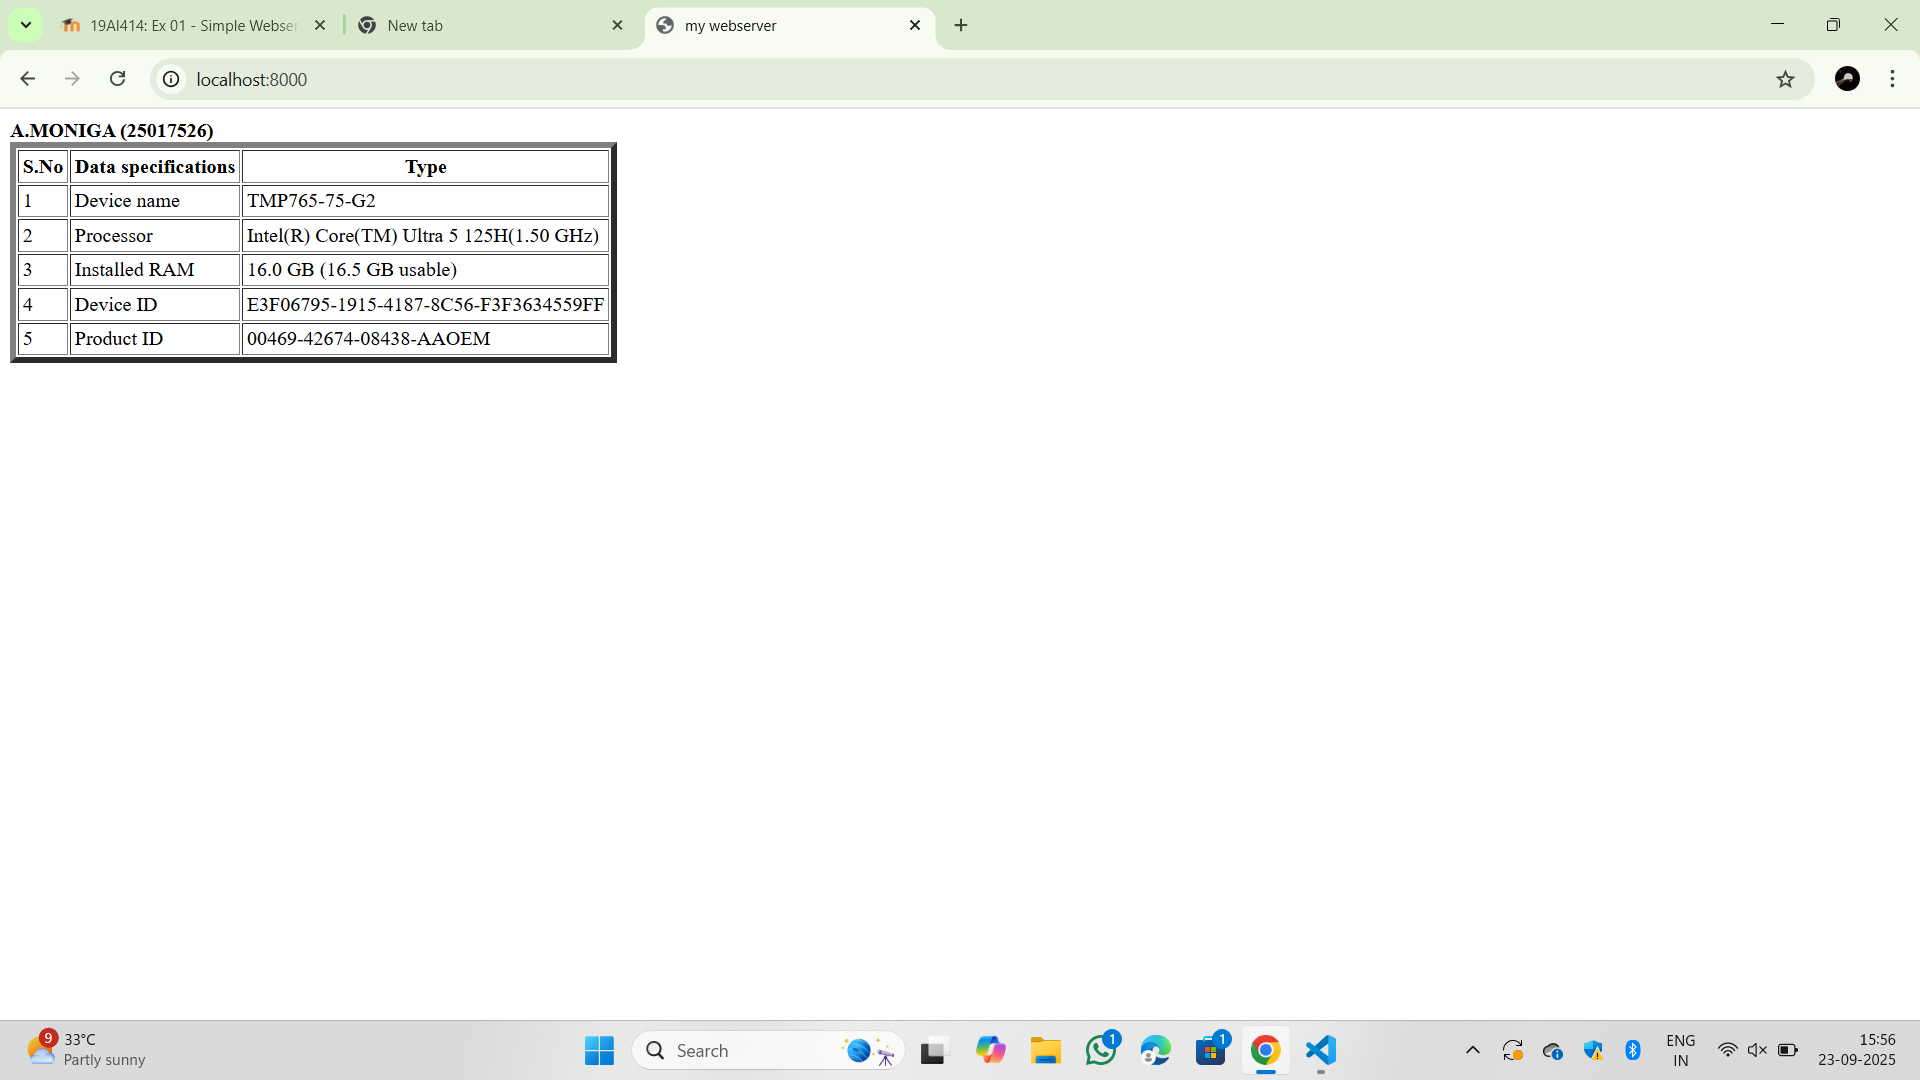 19AI414: Ex 01 - Simple Webser
New tab
my webserver
localhost:8000
A.MONIGA (25017526)
S.No Data specifications Type
1 Device name TMP765-75-G2
2 Processor Intel(R) Core(TM) Ultra 5 125H(1.50 GHz)
3 Installed RAM 16.0 GB (16.5 GB usable)
4 Device ID E3F06795-1915-4187-8C56-F3F3634559FF
5 Product ID 00469-42674-08438-AAOEM
9
33°C
Partly sunny
Search
1
1
ENG
IN
15:56
23-09-2025